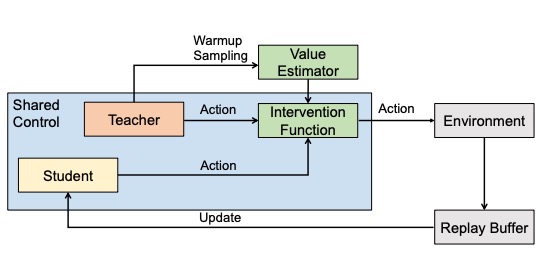 Warmup
Sampling
Value
Estimator
Shared
Control
Teacher
Action
Intervention
Function
Action
Environment
Student
Action
Update
Replay Buffer